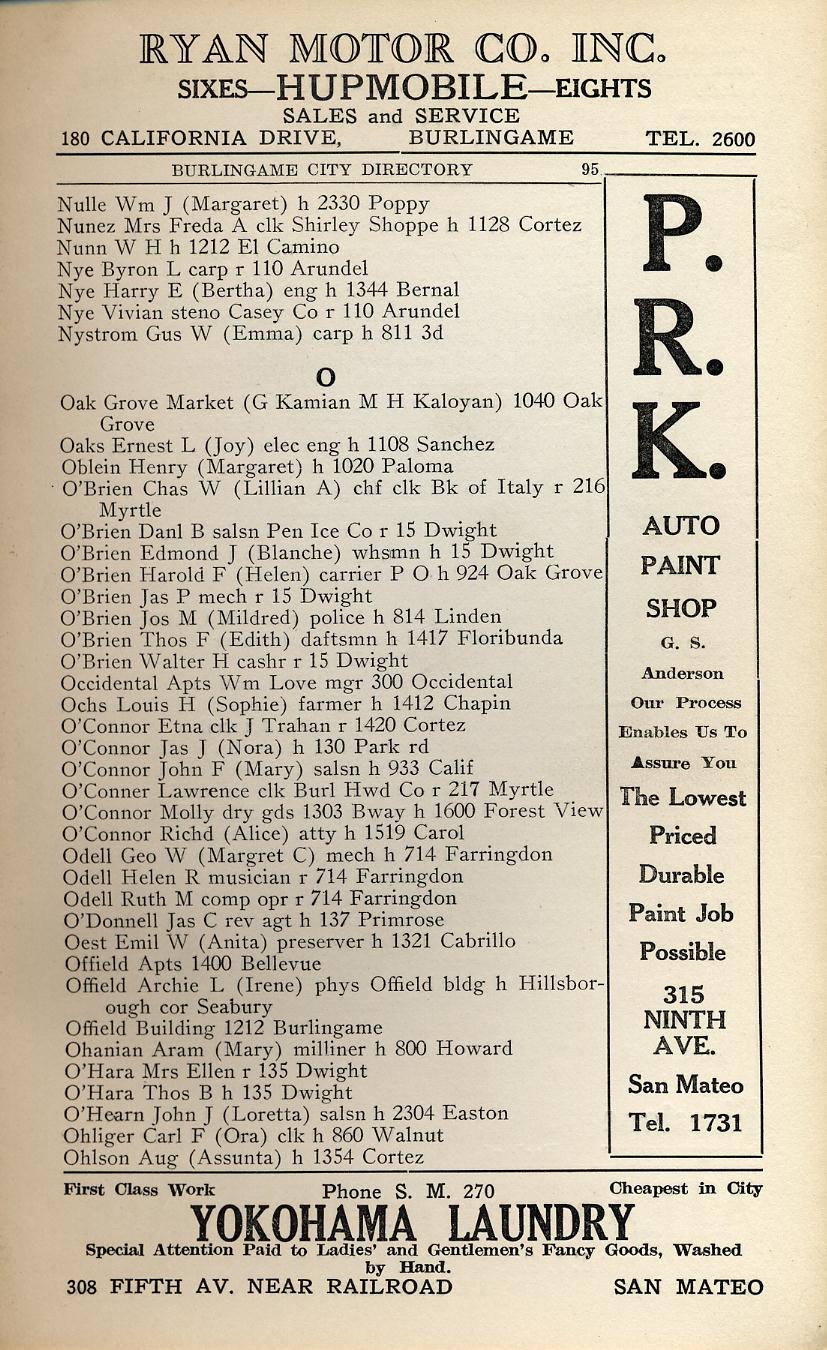 RYAN MOTOR CO. INC.
SIXES—HUPMOBILE—EIGHTS
SALES and SERVICE
180 CALIFORNIA DRIVE, BURLINGAME TEL. 2600
BURLINGAME CITY DIRECTORY 95
Nulle Wm J (Margaret) h 2330 Poppy
Nunez Mrs Freda A clk Shirley Shoppe h 1128 Cortez
Nunn W H h 1212 El Camino
Nye Byron L carp r 110 Arundel
Nye Harry E (Bertha) eng h 1344 Bernal
Nye Vivian steno Casey Co r 110 Arundel
Nystrom Gus W (Emma) carp h 811 3d
O
Oak Grove Market (G Kamian M H Kaloyan) 1040 Oak
Grove
Oaks Ernest L (Joy) elec eng h 1108 Sanchez
Oblein Henry (Margaret) h 1020 Paloma
O'Brien Chas W (Lillian A) chf clk Bk of Italy r 216
Myrtle
O'Brien Danl B salsn Pen Ice Co r 15 Dwight
O'Brien Edmond J (Blanche) whsmn h 15 Dwight
O'Brien Harold F (Helen) carrier P O h 924 Oak Grove
O'Brien Jas P mech r 15 Dwight
O'Brien Jos M (Mildred) police h 814 Linden
O'Brien Thos F (Edith) daftsmn h 1417 Floribunda
O'Brien Walter H cashr r 15 Dwight
Occidental Apts Wm Love mgr 300 Occidental
Ochs Louis H (Sophie) farmer h 1412 Chapin
O'Connor Etna clk J Trahan r 1420 Cortez
O'Connor Jas J (Nora) h 130 Park rd
O'Connor John F (Mary) salsn h 933 Calif
O'Conner Lawrence clk Burl Hwd Co r 217 Myrtle
O'Connor Molly dry gds 1303 Bway h 1600 Forest View
O'Connor Richd (Alice) atty h 1519 Carol
Odell Geo W (Margret C) mech h 714 Farringdon
Odell Helen R musician r 714 Farringdon
Odell Ruth M comp opr r 714 Farringdon
O'Donnell Jas C rev agt h 137 Primrose
Oest Emil W (Anita) preserver h 1321 Cabrillo
Offield Apts 1400 Bellevue
Offield Archie L (Irene) phys Offield bldg h Hillsbor-
ough cor Seabury
Offield Building 1212 Burlingame
Ohanian Aram (Mary) milliner h 800 Howard
O'Hara Mrs Ellen r 135 Dwight
O'Hara Thos B h 135 Dwight
O'Hearn John J (Loretta) salsn h 2304 Easton
Ohliger Carl F (Ora) clk h 860 Walnut
Ohlson Aug (Assunta) h 1354 Cortez
P.
R.
K.
AUTO
PAINT
SHOP
G. S.
Anderson
Our Process
Enables Us To
Assure You
The Lowest
Priced
Durable
Paint Job
Possible
315
NINTH
AVE.
San Mateo
Tel. 1731
First Class Work Phone S. M. 270 Cheapest in City
YOKOHAMA LAUNDRY
Special Attention Paid to Ladies' and Gentlemen's Fancy Goods, Washed
by Hand.
308 FIFTH AV. NEAR RAILROAD SAN MATEO